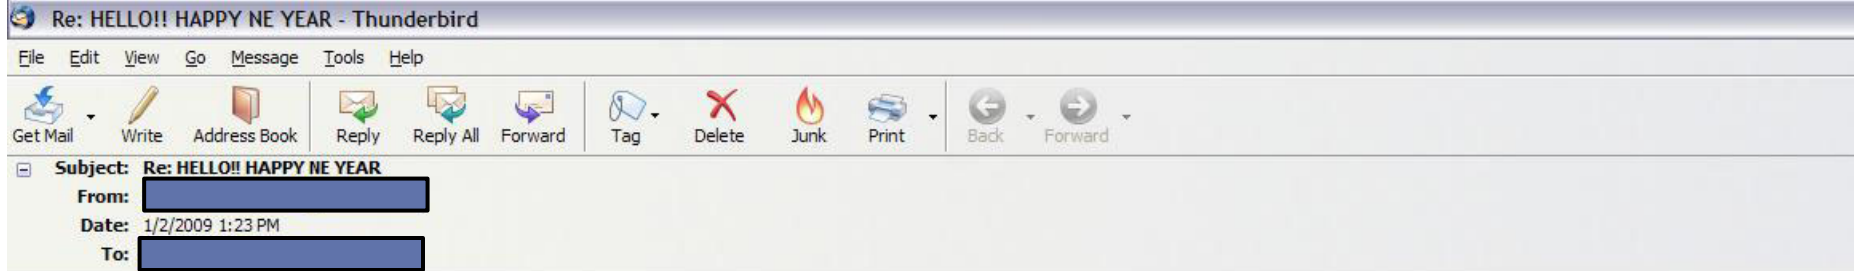 Re: HELLO!! HAPPY NE YEAR - Thunderbird
File Edit View Go Message Tools Help
Get Mail Write Address Book Reply Reply All Forward Tag Delete Junk Print Back Forward
Subject: Re: HELLO!! HAPPY NE YEAR
From:
Date: 1/2/2009 1:23 PM
To: